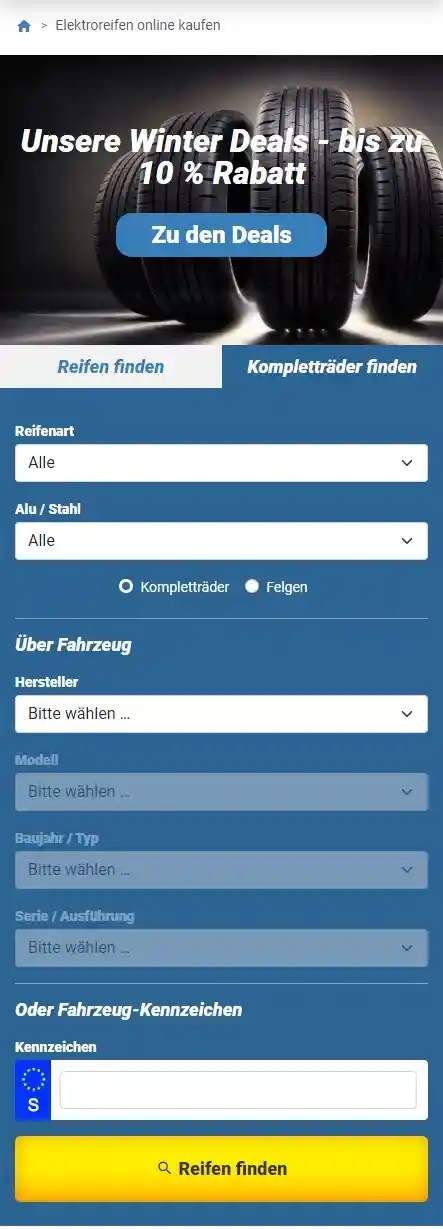 > Elektroreifen online kaufen
Unsere Winter Deals - bis zu
10 % Rabatt
Zu den Deals
Reifen finden
Kompletträder finden
Reifenart
Alle
Alu / Stahl
Alle
Kompletträder
Felgen
Über Fahrzeug
Hersteller
Bitte wählen ...
Modell
Bitte wählen ...
Baujahr / Typ
Bitte wählen ...
Serie / Ausführung
Bitte wählen ...
Oder Fahrzeug-Kennzeichen
Kennzeichen
S
Reifen finden